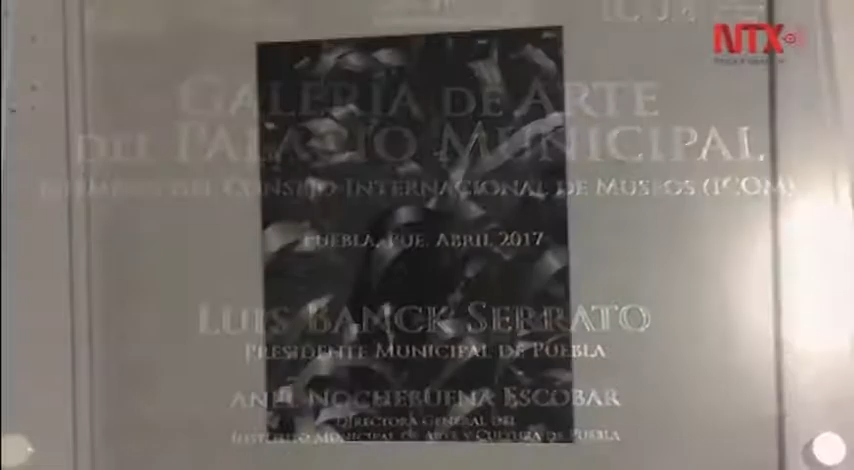 ICOM
NTX
GALERÍA DE ARTE
DEL PALACIO MUNICIPAL
MIEMBRO DEL CONSEJO INTERNACIONAL DE MUSEOS (ICOM)
PUEBLA, PUE. ABRIL 2017
LUIS BANCK SERRATO
PRESIDENTE MUNICIPAL DE PUEBLA
ANEL NOCHEBUENA ESCOBAR
DIRECTORA GENERAL DEL
INSTITUTO MUNICIPAL DE ARTE Y CULTURA DE PUEBLA